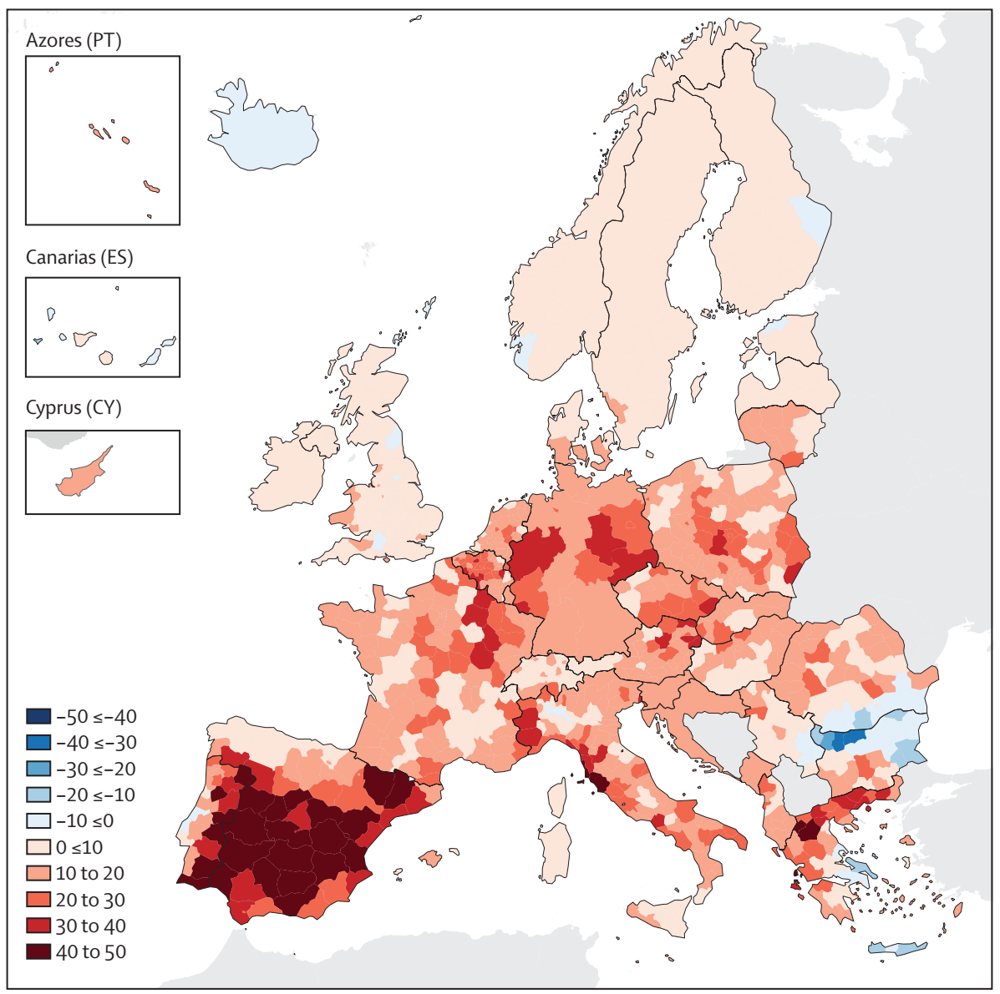 Azores (PT)
Canarias (ES)
Cyprus (CY)
−50 ≤−40
−40 ≤−30
−30 ≤−20
−20 ≤−10
−10 ≤0
0 ≤10
10 to 20
20 to 30
30 to 40
40 to 50